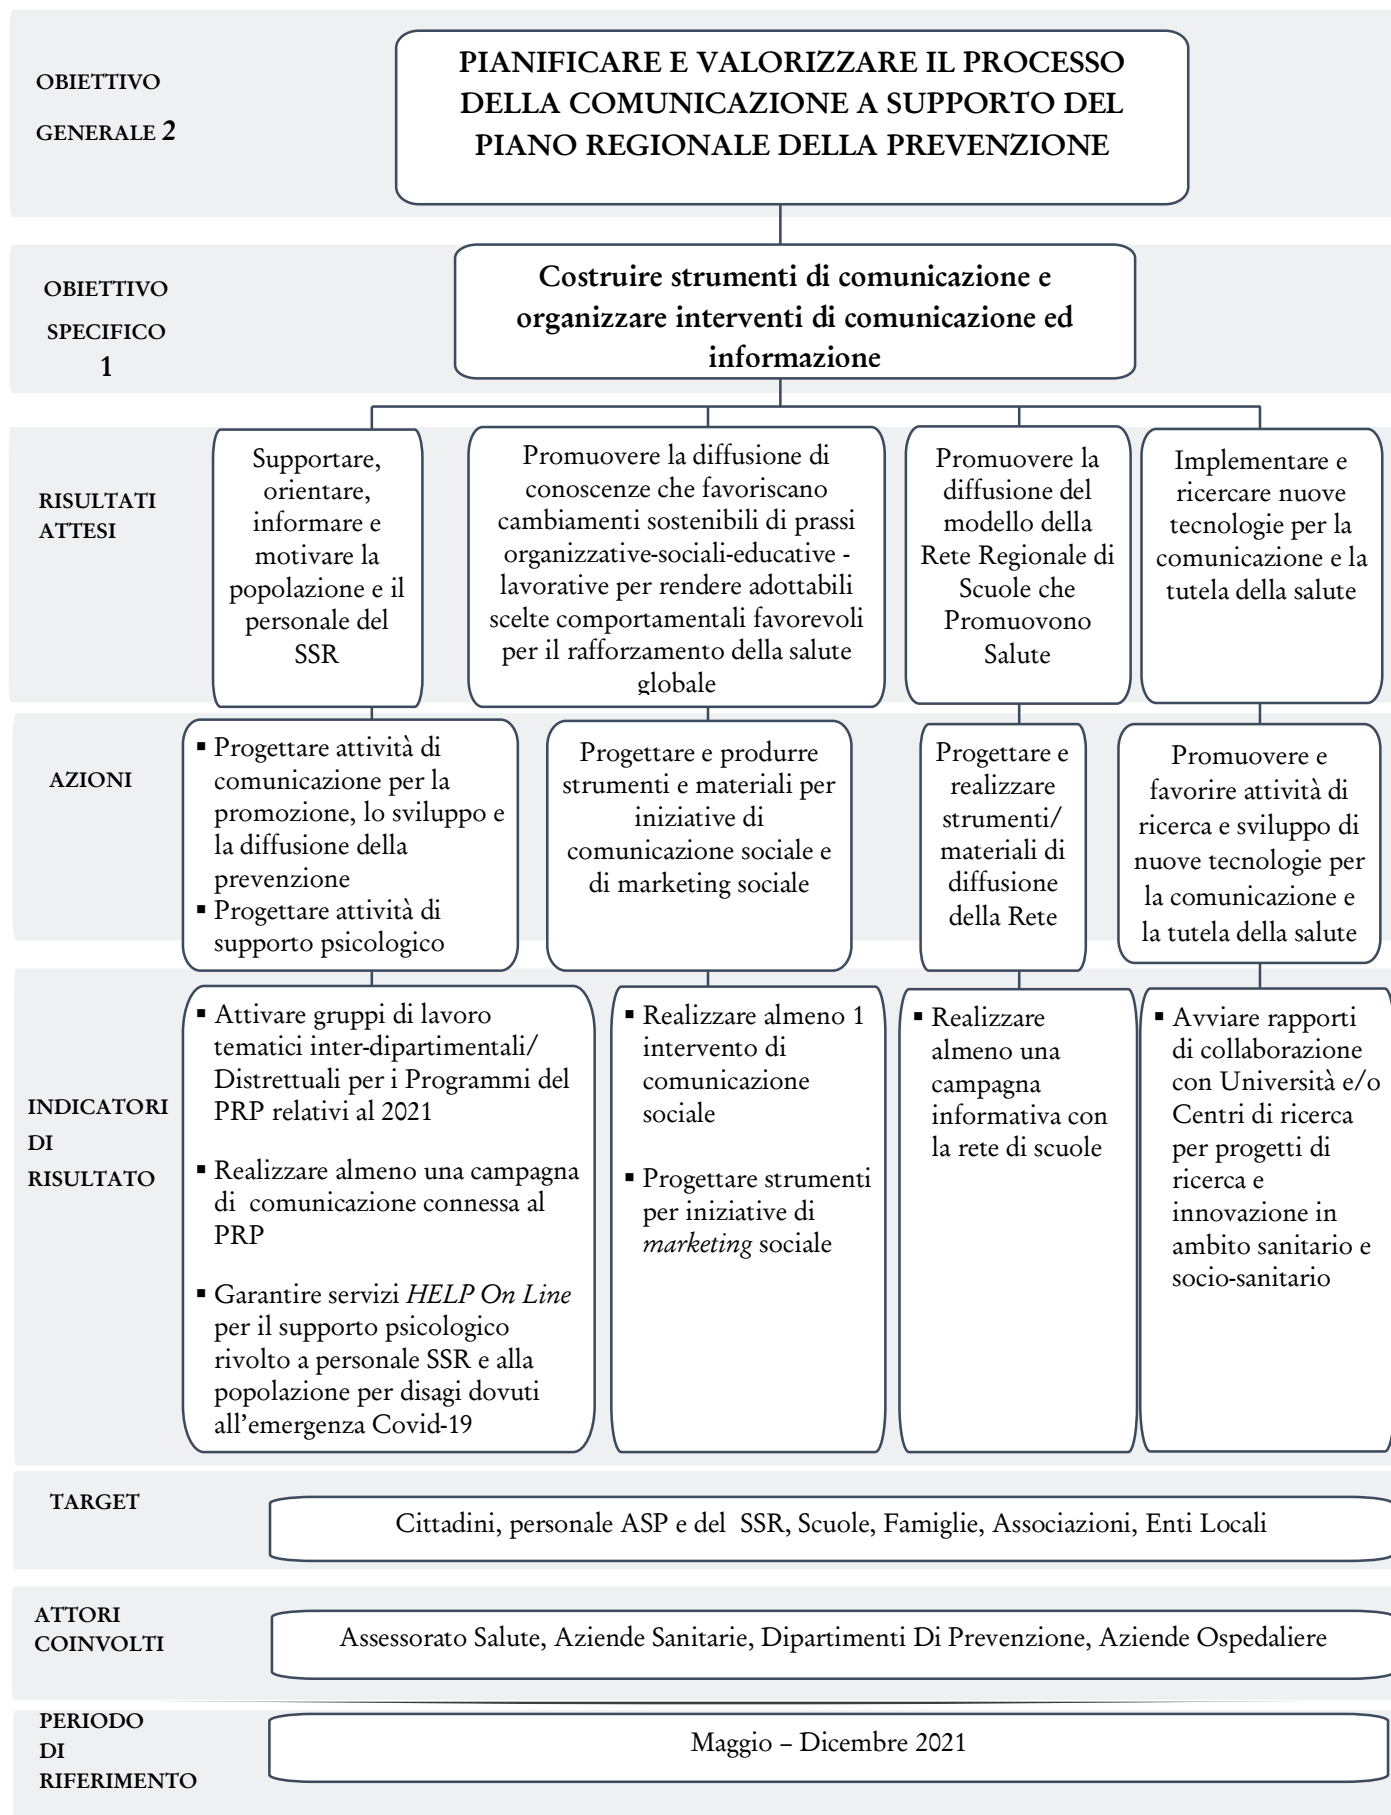 OBIETTIVO
GENERALE 2
PIANIFICARE E VALORIZZARE IL PROCESSO
DELLA COMUNICAZIONE A SUPPORTO DEL
PIANO REGIONALE DELLA PREVENZIONE
OBIETTIVO
SPECIFICO
1
Costruire strumenti di comunicazione e
organizzare interventi di comunicazione ed
informazione
RISULTATI
ATTESI
Supportare,
orientare,
informare e
motivare la
popolazione e il
personale del
SSR
Promuovere la diffusione di
conoscenze che favoriscano
cambiamenti sostenibili di prassi
organizzative-sociali-educative -
lavorative per rendere adottabili
scelte comportamentali favorevoli
per il rafforzamento della salute
globale
Promuovere la
diffusione del
modello della
Rete Regionale di
Scuole che
Promuovono
Salute
Implementare e
ricercare nuove
tecnologie per la
comunicazione e la
tutela della salute
AZIONI
▪ Progettare attività di
comunicazione per la
promozione, lo sviluppo e
la diffusione della
prevenzione
▪ Progettare attività di
supporto psicologico
Progettare e produrre
strumenti e materiali per
iniziative di
comunicazione sociale e
di marketing sociale
Progettare e
realizzare
strumenti/
materiali di
diffusione
della Rete
Promuovere e
favorire attività di
ricerca e sviluppo di
nuove tecnologie per
la comunicazione e
la tutela della salute
INDICATORI
DI
RISULTATO
▪ Attivare gruppi di lavoro
tematici inter-dipartimentali/
Distrettuali per i Programmi del
PRP relativi al 2021
▪ Realizzare almeno una campagna
di  comunicazione connessa al
PRP
▪ Garantire servizi HELP On Line
per il supporto psicologico
rivolto a personale SSR e alla
popolazione per disagi dovuti
all’emergenza Covid-19
▪ Realizzare almeno 1
intervento di
comunicazione
sociale
▪ Progettare strumenti
per iniziative di
marketing sociale
▪ Realizzare
almeno una
campagna
informativa con
la rete di scuole
▪ Avviare rapporti
di collaborazione
con Università e/o
Centri di ricerca
per progetti di
ricerca e
innovazione in
ambito sanitario e
socio-sanitario
TARGET
Cittadini, personale ASP e del  SSR, Scuole, Famiglie, Associazioni, Enti Locali
ATTORI
COINVOLTI
Assessorato Salute, Aziende Sanitarie, Dipartimenti Di Prevenzione, Aziende Ospedaliere
PERIODO
DI
RIFERIMENTO
Maggio – Dicembre 2021